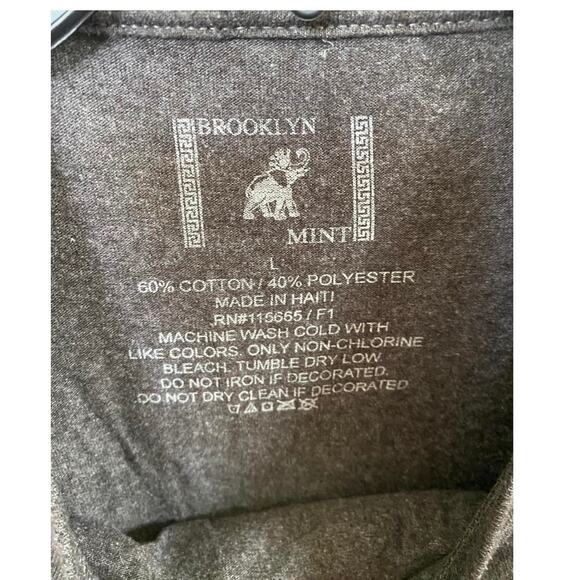 BROOKLYN
MINT
L
60% COTTON / 40% POLYESTER
MADE IN HAITI
RN#115665 / F1
MACHINE WASH COLD WITH
LIKE COLORS. ONLY NON-CHLORINE
BLEACH. TUMBLE DRY LOW.
DO NOT IRON IF DECORATED.
DO NOT DRY CLEAN IF DECORATED